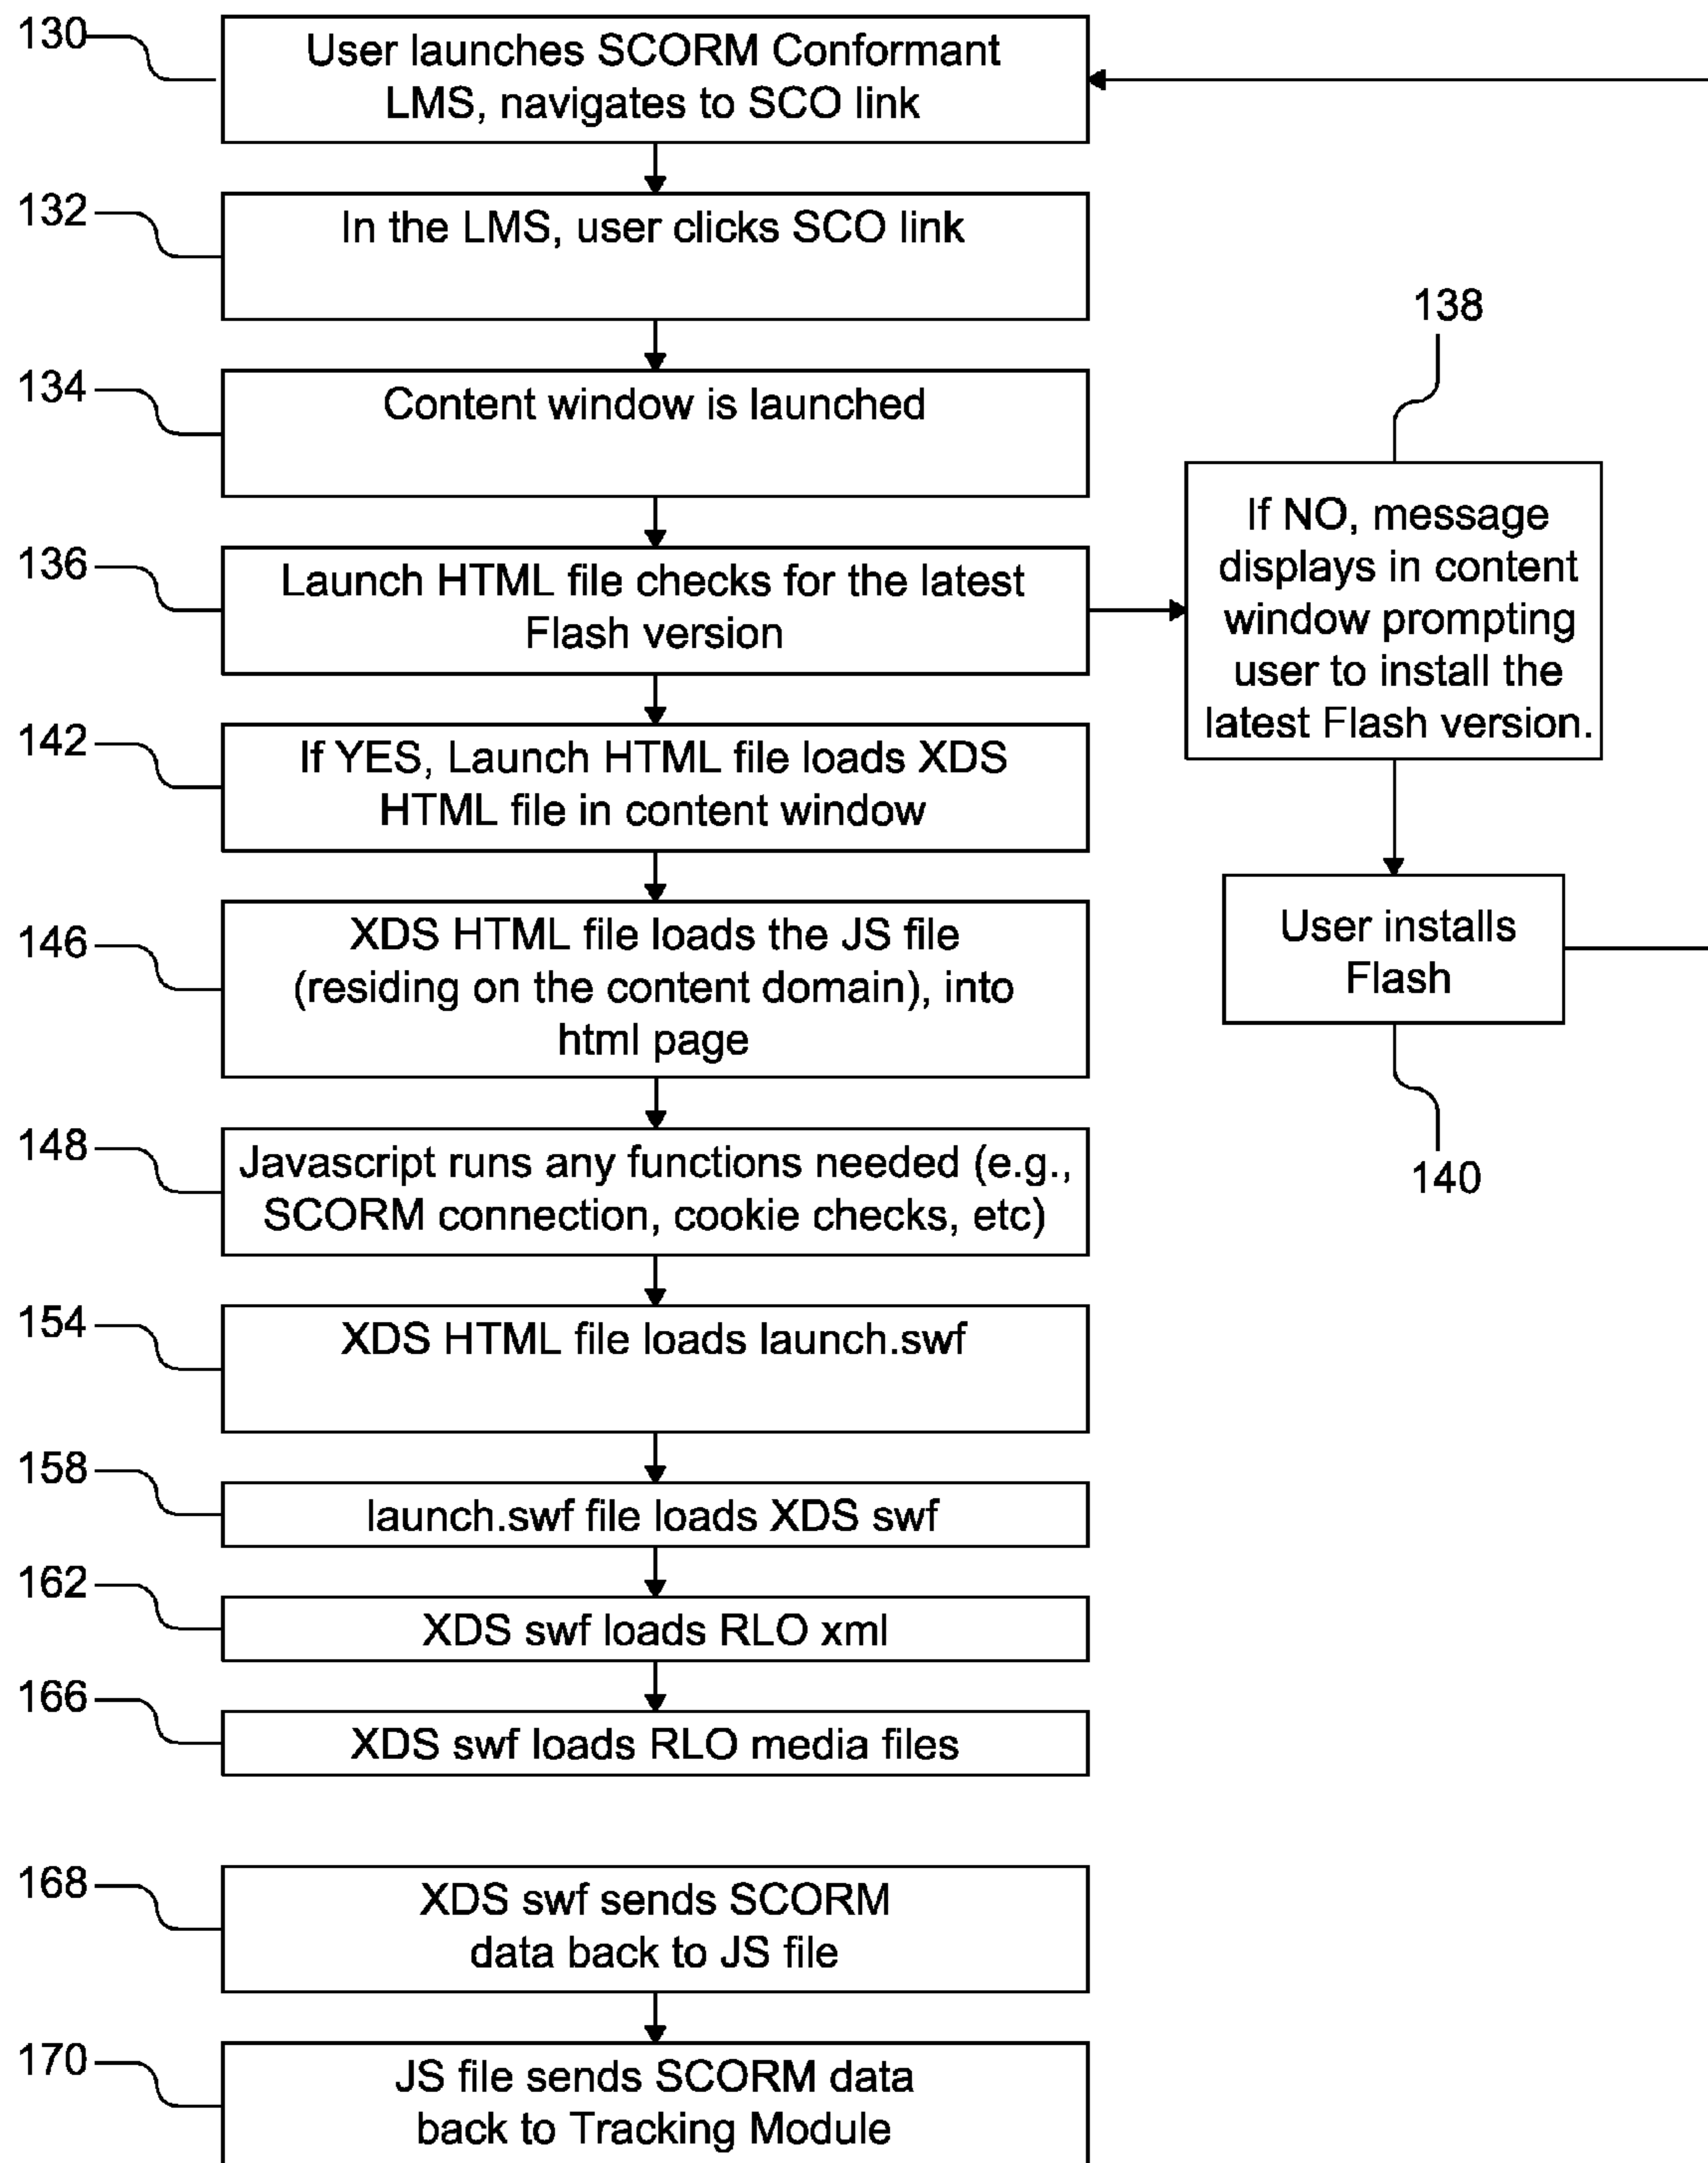 130
User launches SCORM Conformant
LMS, navigates to SCO link
132
In the LMS, user clicks SCO link
134
Content window is launched
136
Launch HTML file checks for the latest
Flash version
138
If NO, message
displays in content
window prompting
user to install the
latest Flash version.
User installs
Flash
140
142
If YES, Launch HTML file loads XDS
HTML file in content window
146
XDS HTML file loads the JS file
(residing on the content domain), into
html page
148
Javascript runs any functions needed (e.g.,
SCORM connection, cookie checks, etc)
154
XDS HTML file loads launch.swf
158
launch.swf file loads XDS swf
162
XDS swf loads RLO xml
166
XDS swf loads RLO media files
168
XDS swf sends SCORM
data back to JS file
170
JS file sends SCORM data
back to Tracking Module